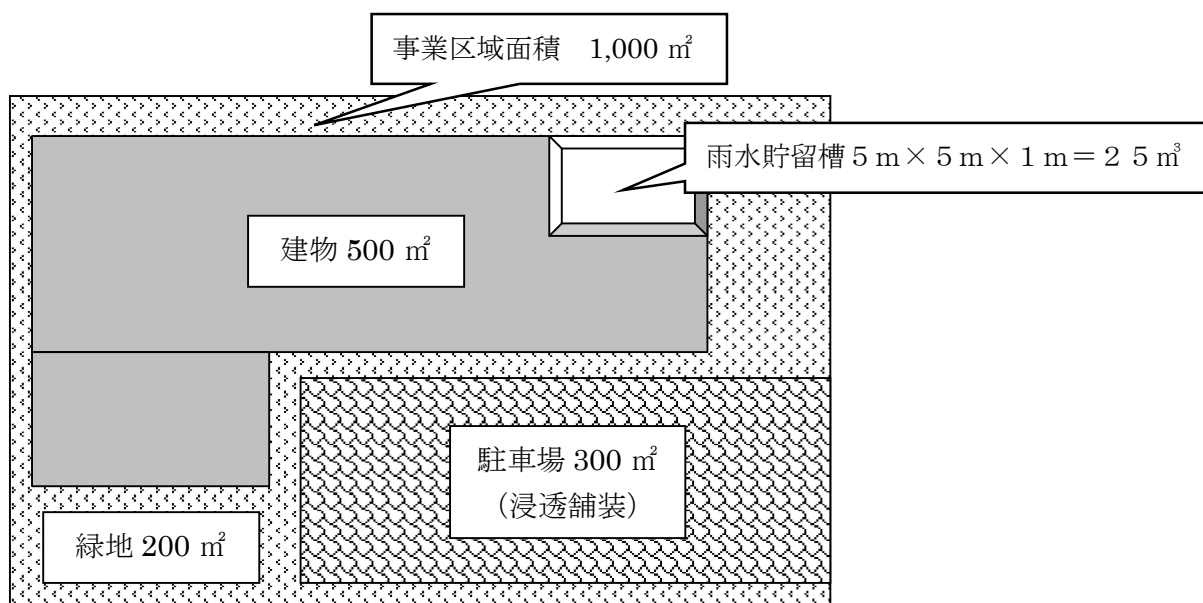 事業区域面積　1,000 ㎡
雨水貯留槽５ｍ×５ｍ×１ｍ＝２５㎥
建物 500 ㎡
駐車場 300 ㎡
（浸透舗装）
緑地 200 ㎡